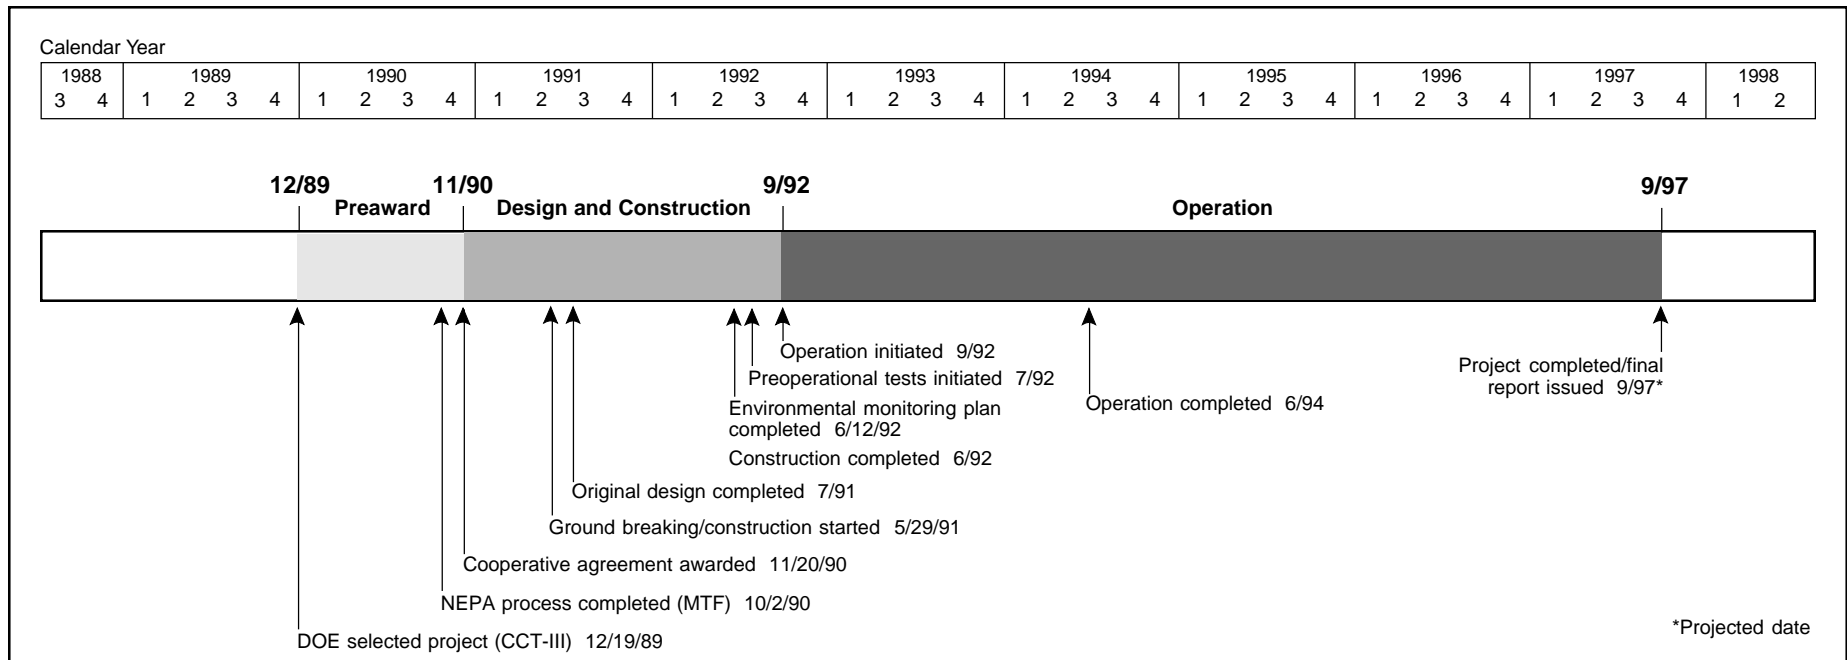 Calendar Year
1988 1989 1990 1991 1992 1993 1994 1995 1996 1997 1998
3 4 1 2 3 4 1 2 3 4 1 2 3 4 1 2 3 4 1 2 3 4 1 2 3 4 1 2 3 4 1 2 3 4 1 2 3 4 1 2
12/89 11/90 9/92 9/97
Preaward Design and Construction Operation
Operation initiated 9/92
Preoperational tests initiated 7/92
Environmental monitoring plan
completed 6/12/92
Construction completed 6/92
Project completed/final
report issued 9/97*
Operation completed 6/94
Original design completed 7/91
Ground breaking/construction started 5/29/91
Cooperative agreement awarded 11/20/90
NEPA process completed (MTF) 10/2/90
DOE selected project (CCT-III) 12/19/89
*Projected date